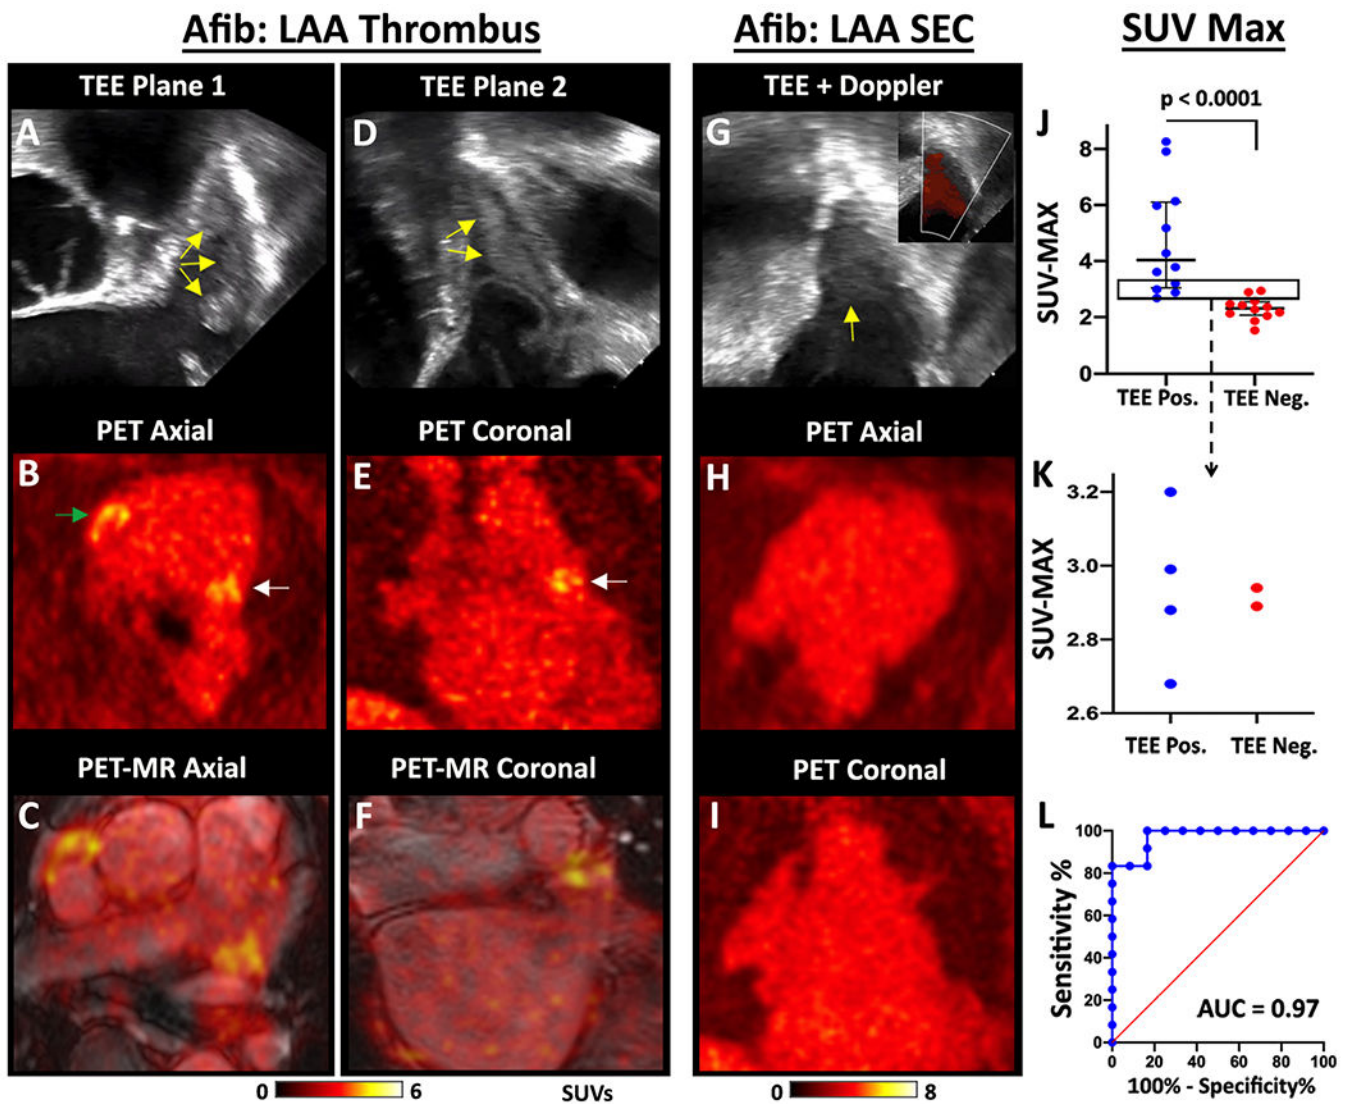 Afib: LAA Thrombus
Afib: LAA SEC
SUV Max
TEE Plane 1
TEE Plane 2
TEE + Doppler
A
D
G
J
p < 0.0001
SUV-MAX
8
6
4
2
0
TEE Pos.
TEE Neg.
PET Axial
PET Coronal
PET Axial
B
E
H
K
SUV-MAX
3.2
3.0
2.8
2.6
TEE Pos.
TEE Neg.
PET-MR Axial
PET-MR Coronal
PET Coronal
C
F
I
L
Sensitivity %
100
80
60
40
20
0
AUC = 0.97
0 20 40 60 80 100
100% - Specificity%
0 6
SUVs
0 8